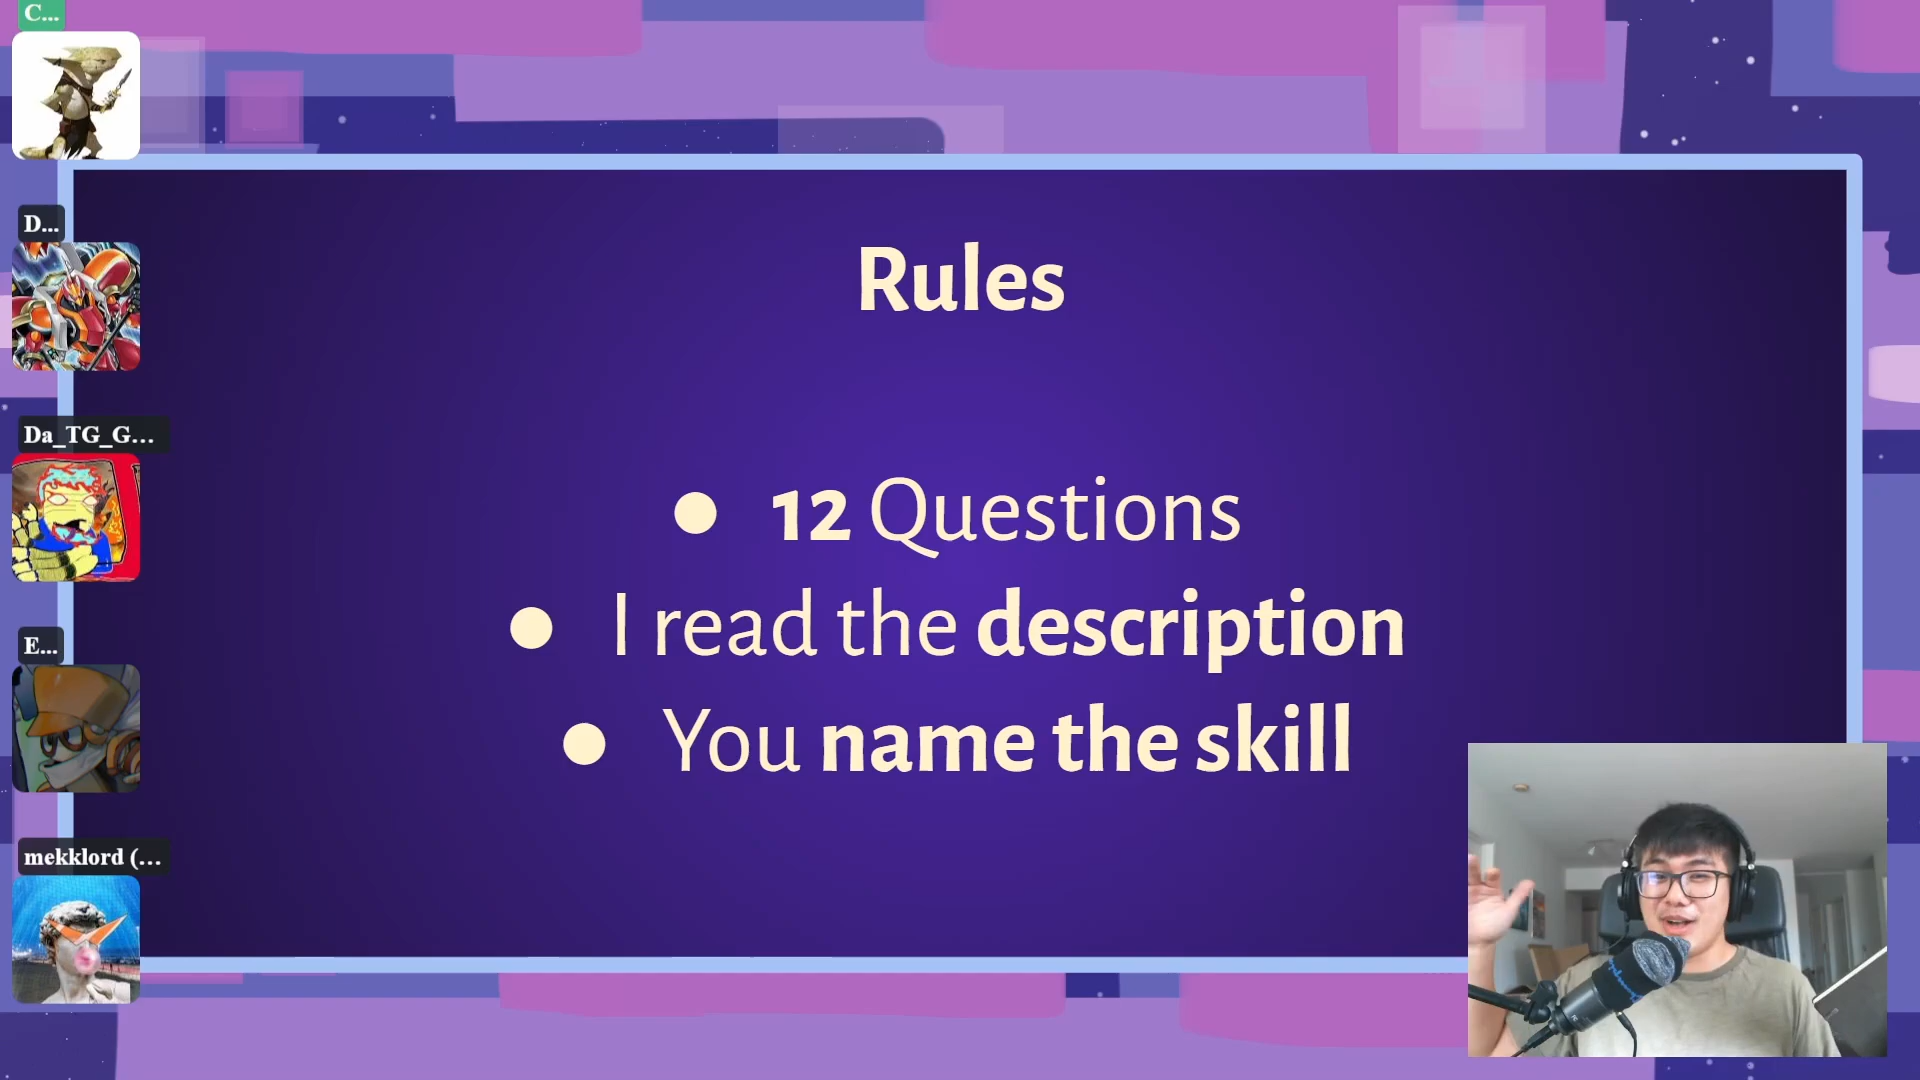 C...
D...
Da_TG_G...
E...
mekklord (...
Rules
● 12 Questions
● I read the description
● You name the skill